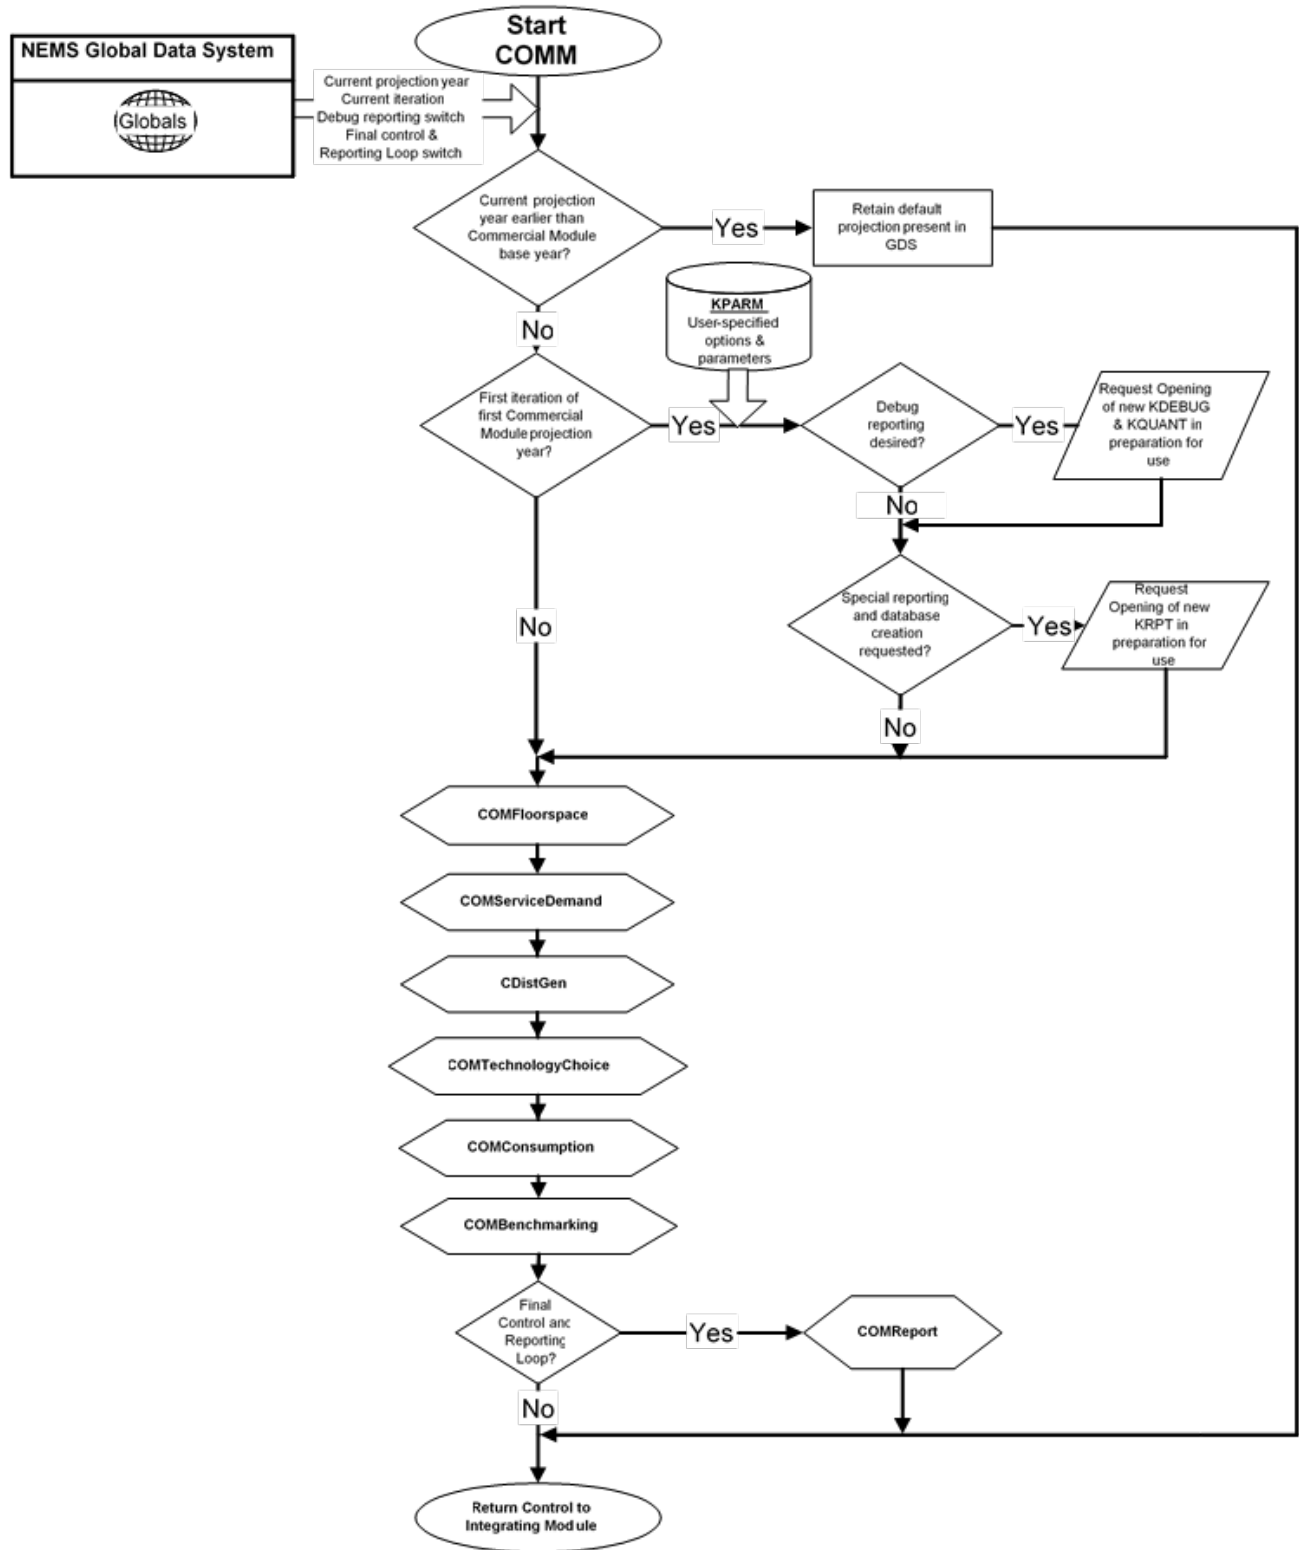 Start
COMM
NEMS Global Data System
Globals
Current projection year
Current iteration
Debug reporting switch
Final control &
Reporting Loop switch
Current projection
year earlier than
Commercial Module
base year?
Yes
Retain default
projection present in
GDS
No
KPARM
User-specified
options &
parameters
First iteration of
first Commercial
Module projection
year?
Yes
Debug
reporting
desired?
Yes
Request Opening
of new KDEBUG
& KQUANT in
preparation for
use
No
Special reporting
and database
creation
requested?
Yes
Request
Opening of new
KRPT in
preparation for
use
No
No
COMFloorspace
COMServiceDemand
CDistGen
COMTechnologyChoice
COMConsumption
COMBenchmarking
Final
Control and
Reporting
Loop?
Yes
COMReport
No
Return Control to
Integrating Module